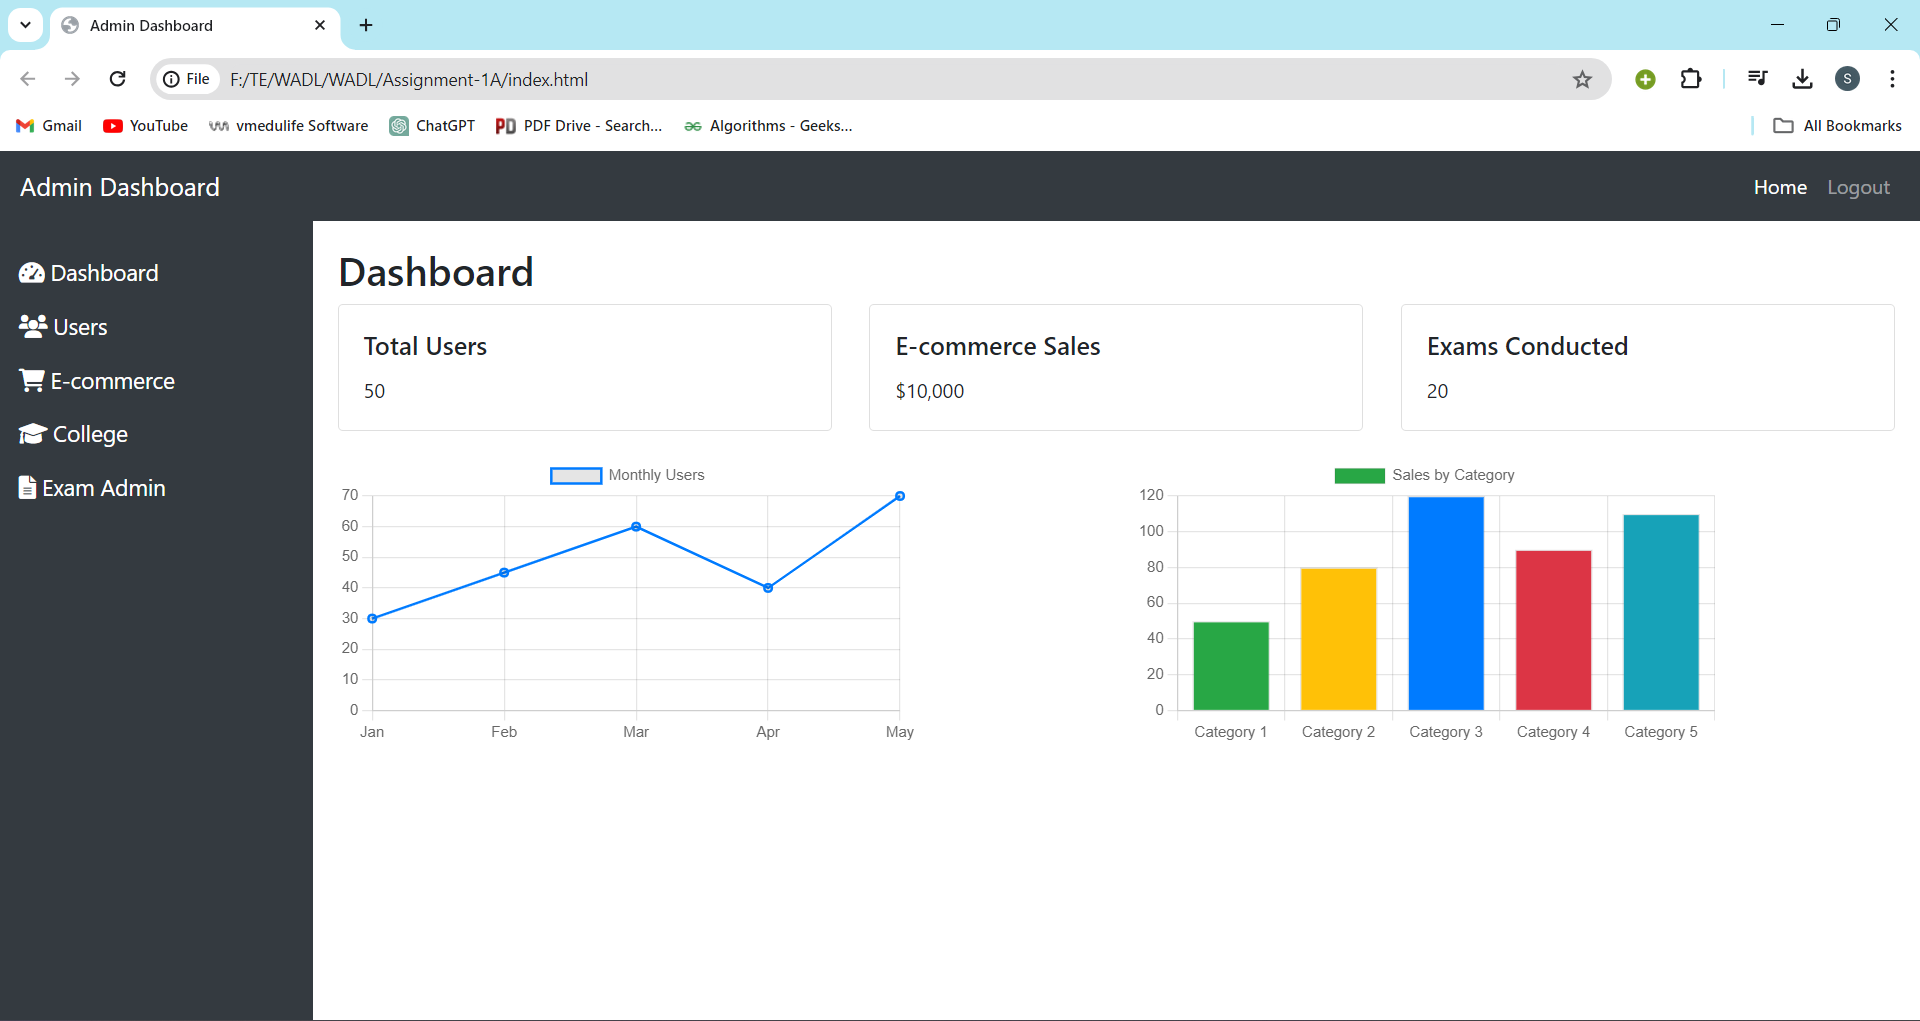 Admin Dashboard
File F:/TE/WADL/WADL/Assignment-1A/index.html
S
Gmail YouTube vmedulife Software ChatGPT PD PDF Drive - Search... Algorithms - Geeks... All Bookmarks
Admin Dashboard Home Logout
Dashboard
Users
E-commerce
College
Exam Admin
Dashboard
Total Users
50
E-commerce Sales
$10,000
Exams Conducted
20
Monthly Users
70
60
50
40
30
20
10
0
Jan Feb Mar Apr May
Sales by Category
120
100
80
60
40
20
0
Category 1 Category 2 Category 3 Category 4 Category 5